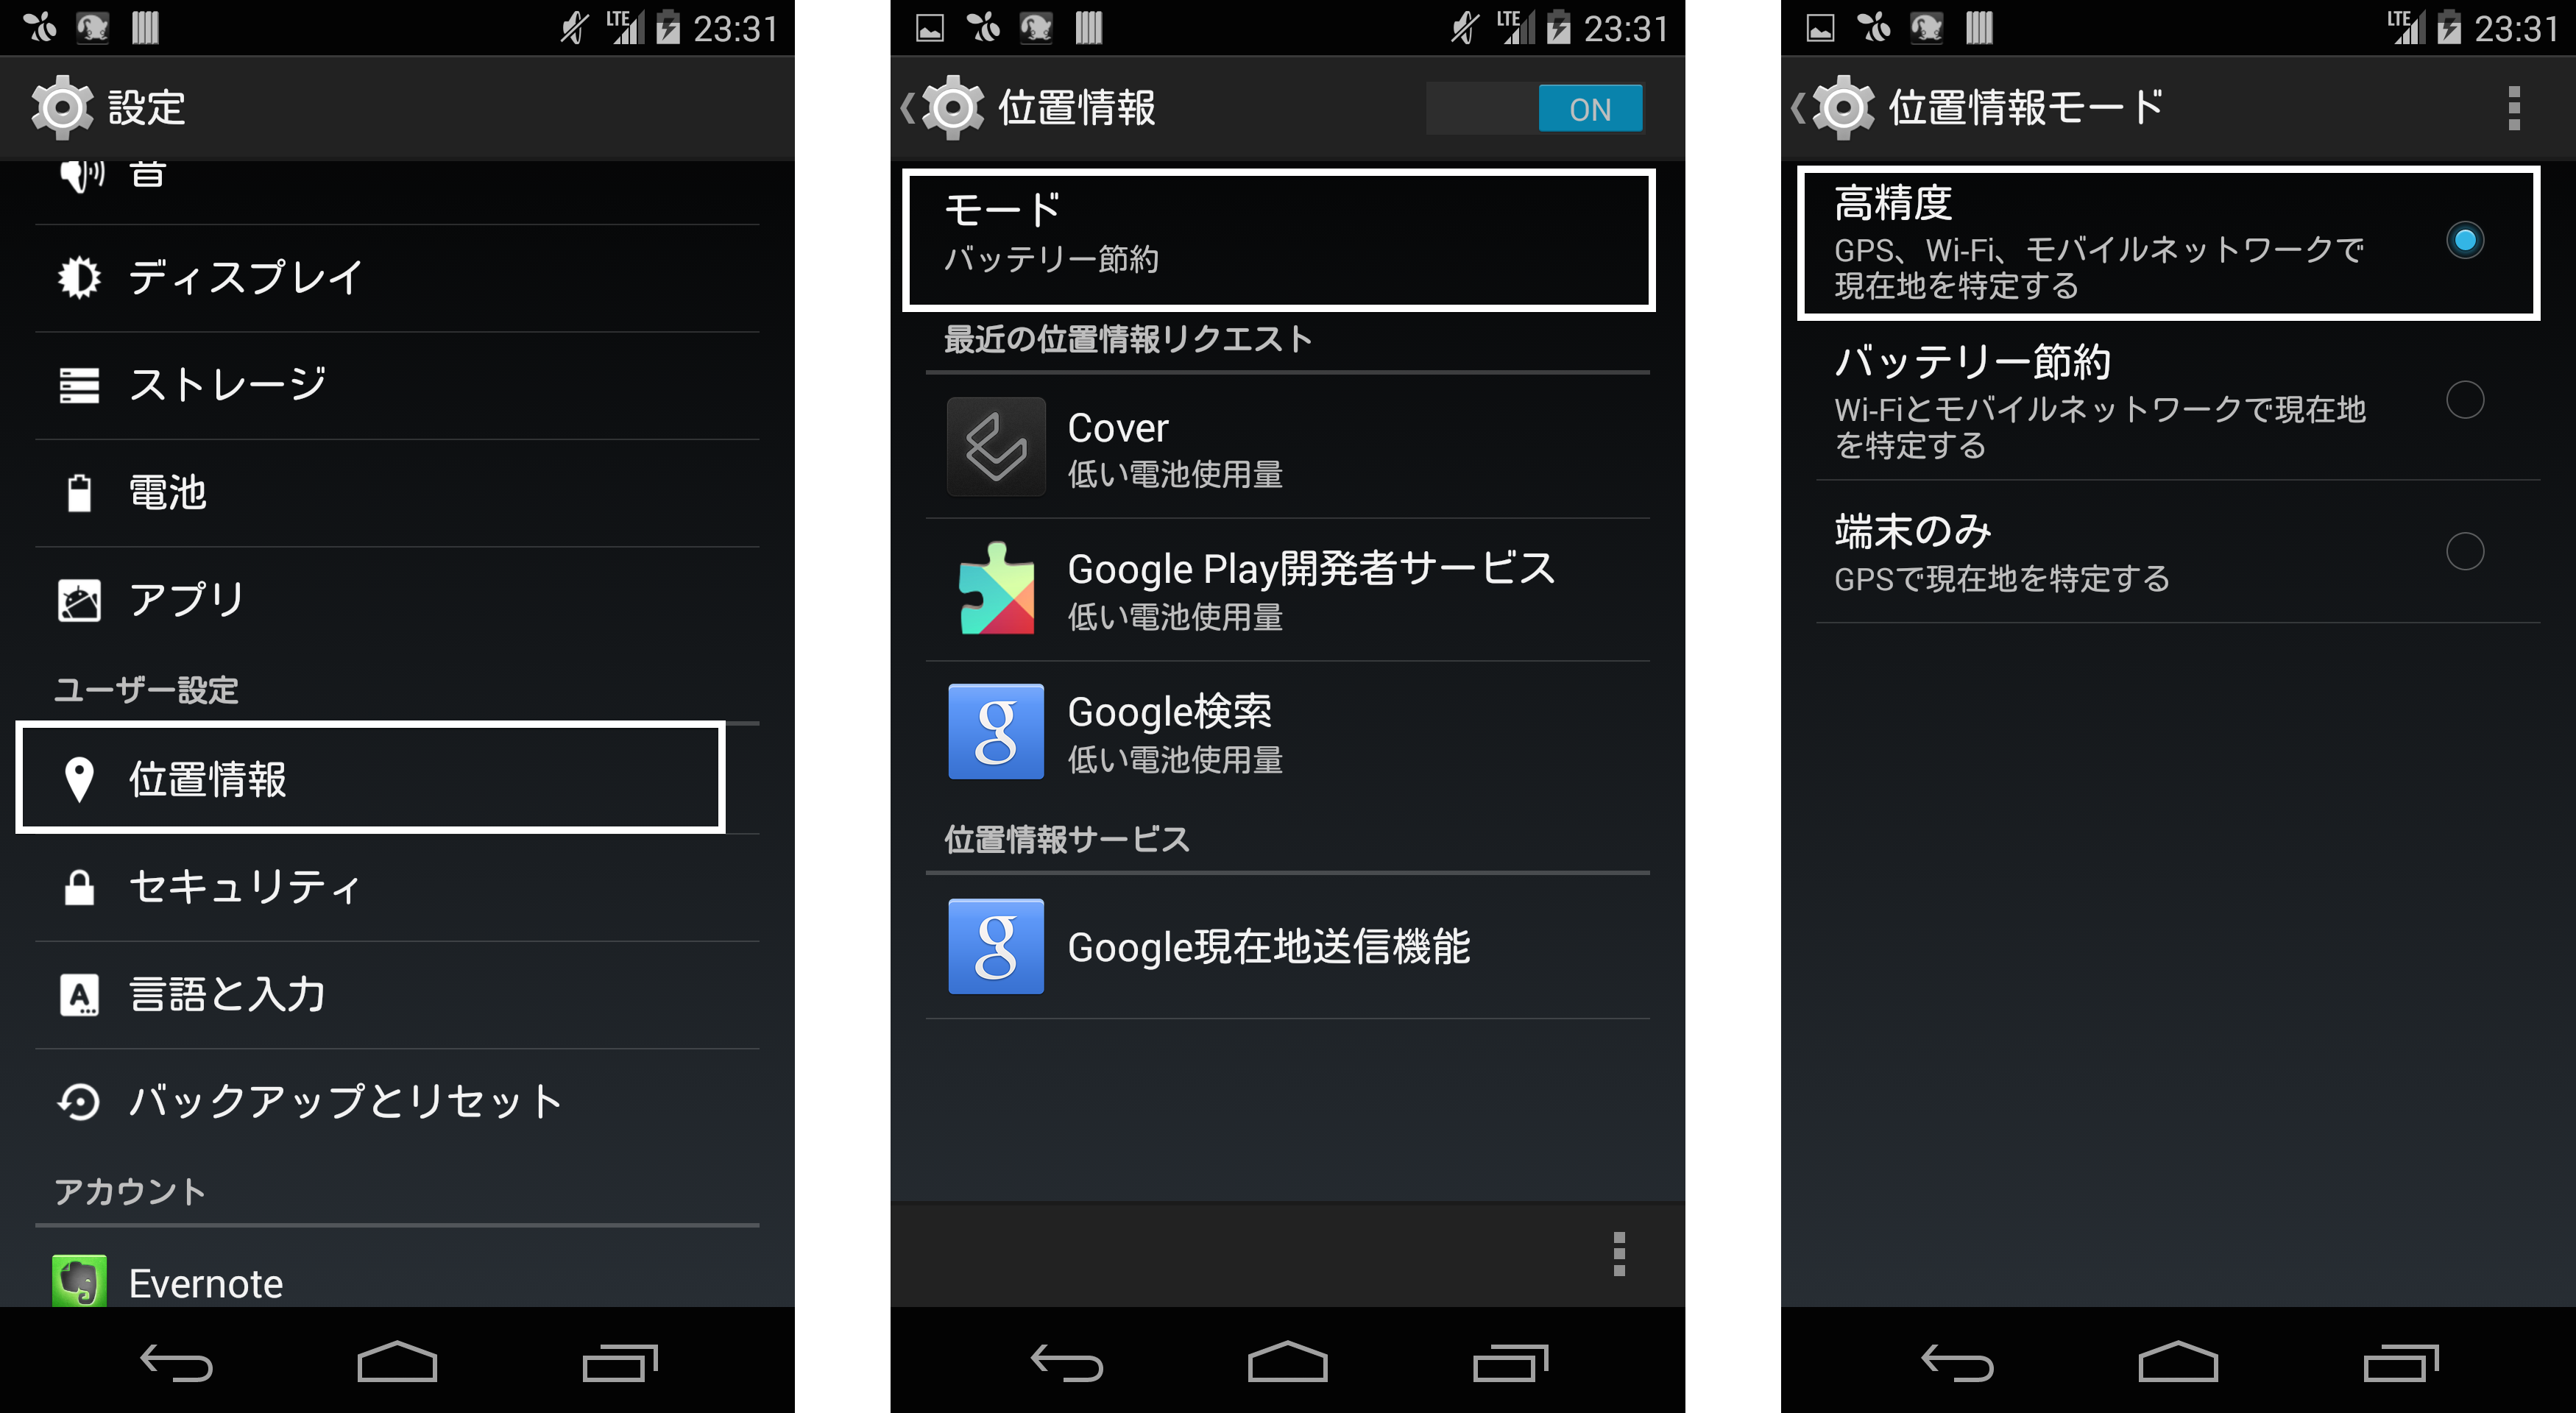 LTE 23:31
設定
音
ディスプレイ
ストレージ
電池
アプリ
ユーザー設定
位置情報
セキュリティ
言語と入力
バックアップとリセット
アカウント
Evernote
LTE 23:31
位置情報
ON
モード
バッテリー節約
最近の位置情報リクエスト
Cover
低い電池使用量
Google Play開発者サービス
低い電池使用量
Google検索
低い電池使用量
位置情報サービス
Google現在地送信機能
LTE 23:31
位置情報モード
高精度
GPS、Wi-Fi、モバイルネットワークで
現在地を特定する
バッテリー節約
Wi-Fiとモバイルネットワークで現在地
を特定する
端末のみ
GPSで現在地を特定する